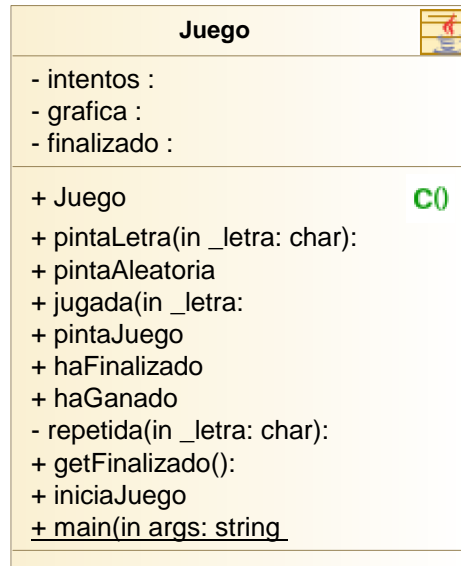 Juego
- intentos :
- grafica :
- finalizado :
+ Juego C()
+ pintaLetra(in _letra: char):
+ pintaAleatoria
+ jugada(in _letra:
+ pintaJuego
+ haFinalizado
+ haGanado
- repetida(in _letra: char):
+ getFinalizado():
+ iniciaJuego
+ main(in args: string